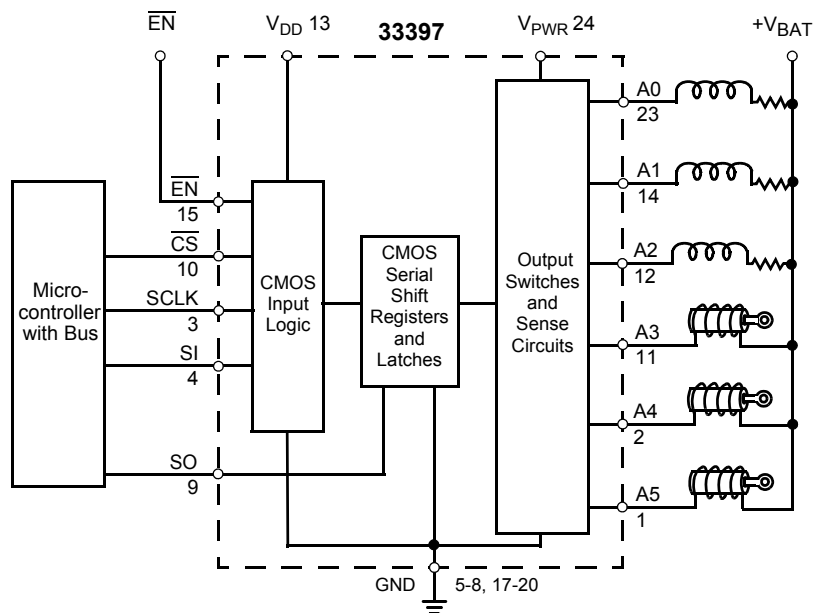 EN
VDD 13
33397
VPWR 24
+VBAT
A0
23
EN
15
A1
14
CS
10
A2
12
Micro-
controller
with Bus
SCLK
3
SI
4
SO
9
CMOS
Input
Logic
CMOS
Serial
Shift
Registers
and
Latches
Output
Switches
and
Sense
Circuits
A3
11
A4
2
A5
1
GND
5-8, 17-20